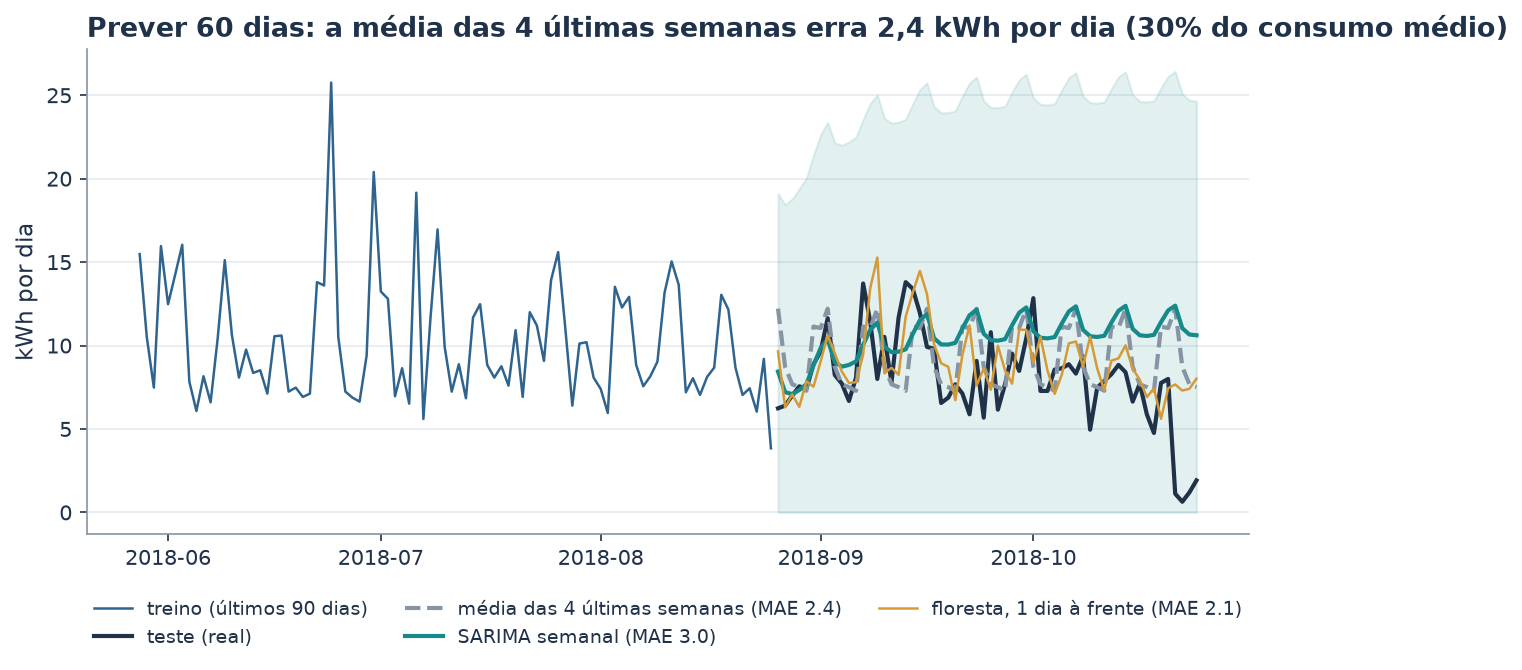 Prever 60 dias: a média das 4 últimas semanas erra 2,4 kWh por dia (30% do consumo médio)
kWh por dia
25
20
15
10
5
0
2018-06
2018-07
2018-08
2018-09
2018-10
treino (últimos 90 dias)
teste (real)
média das 4 últimas semanas (MAE 2.4)
SARIMA semanal (MAE 3.0)
floresta, 1 dia à frente (MAE 2.1)